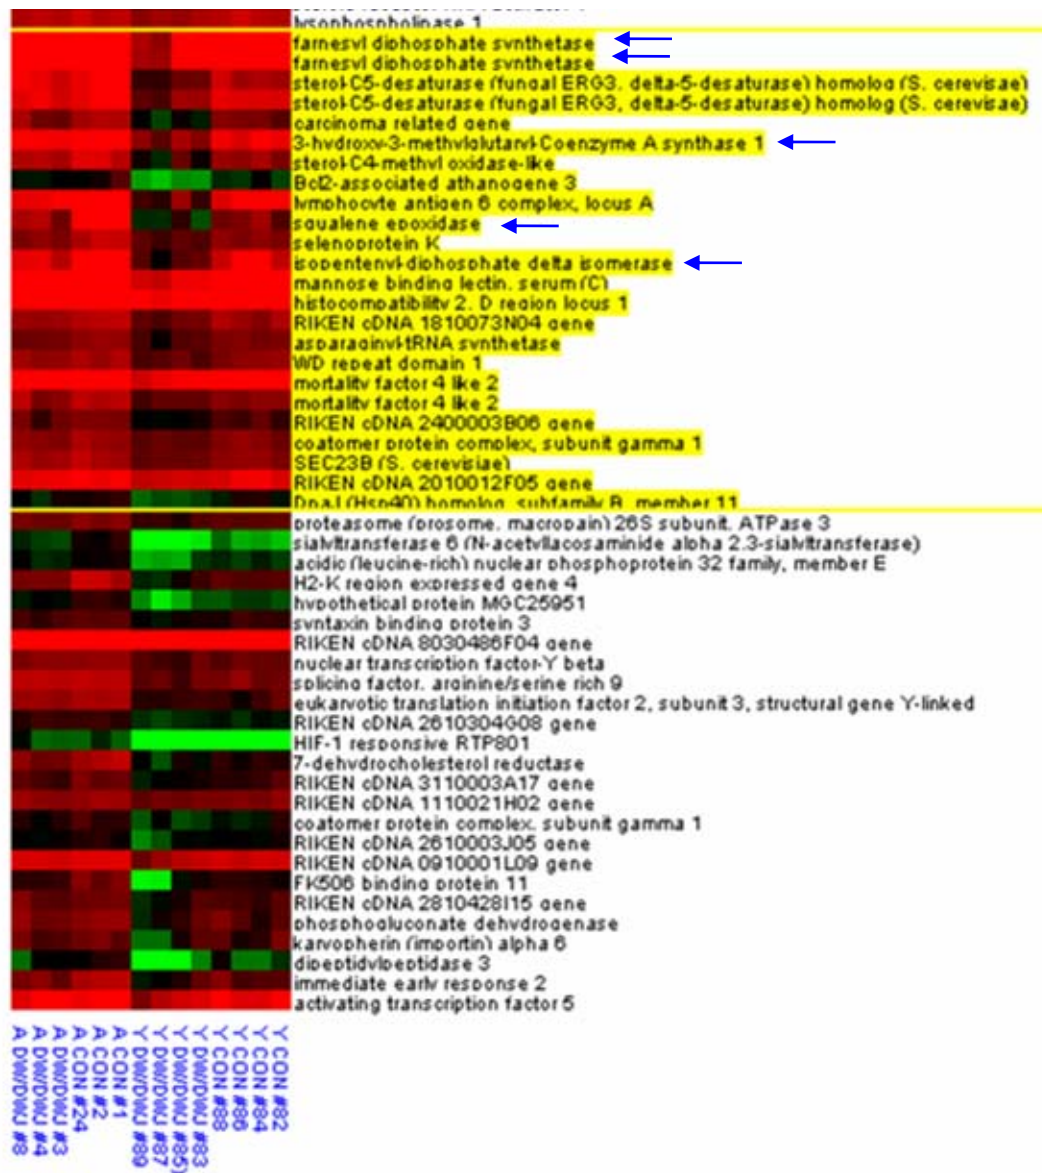 lysophospholipase 1
farnesyl diphosphate synthetase
farnesyl diphosphate synthetase
sterol-C5-desaturase (fungal ERG3, delta-5-desaturase) homolog (S. cerevisae)
sterol-C5-desaturase (fungal ERG3, delta-5-desaturase) homolog (S. cerevisae)
carcinoma related gene
3-hydroxy-3-methylglutaryl-Coenzyme A synthase 1
sterol-C4-methyl oxidase-like
Bcl2-associated athanogene 3
lymphocyte antigen 6 complex, locus A
squalene epoxidase
selenoprotein K
isopentenyl-diphosphate delta isomerase
mannose binding lectin, serum (C)
histocompatibility 2, D region locus 1
RIKEN cDNA 1810073N04 gene
asparaginyl-tRNA synthetase
WD repeat domain 1
mortality factor 4 like 2
mortality factor 4 like 2
RIKEN cDNA 2400003B06 gene
coatomer protein complex, subunit gamma 1
SEC23B (S. cerevisiae)
RIKEN cDNA 2010012F05 gene
DnaJ (Hsp40) homolog, subfamily B, member 11
proteasome (prosome, macropain) 26S subunit, ATPase 3
sialyltransferase 6 (N-acetyllacosaminide alpha 2,3-sialyltransferase)
acidic (leucine-rich) nuclear phosphoprotein 32 family, member E
H2-K region expressed gene 4
hypothetical protein MGC25951
syntaxin binding protein 3
RIKEN cDNA 8030486F04 gene
nuclear transcription factor-Y beta
splicing factor, arginine/serine rich 9
eukaryotic translation initiation factor 2, subunit 3, structural gene Y-linked
RIKEN cDNA 2610304G08 gene
HIF-1 responsive RTP801
7-dehydrocholesterol reductase
RIKEN cDNA 3110003A17 gene
RIKEN cDNA 1110021H02 gene
coatomer protein complex, subunit gamma 1
RIKEN cDNA 2610003J05 gene
RIKEN cDNA 0910001L09 gene
FK506 binding protein 11
RIKEN cDNA 2810428I15 gene
phosphogluconate dehydrogenase
karyopherin (importin) alpha 6
dipeptidylpeptidase 3
immediate early response 2
activating transcription factor 5
A DW/DWJ #8
A DW/DWJ #4
A DW/DWJ #3
A CON #24
A CON #2
A CON #1
Y DW/DWJ #89
Y DW/DWJ #87
Y DW/DWJ #85)
Y DW/DWJ #83
Y CON #88
Y CON #86
Y CON #84
Y CON #82